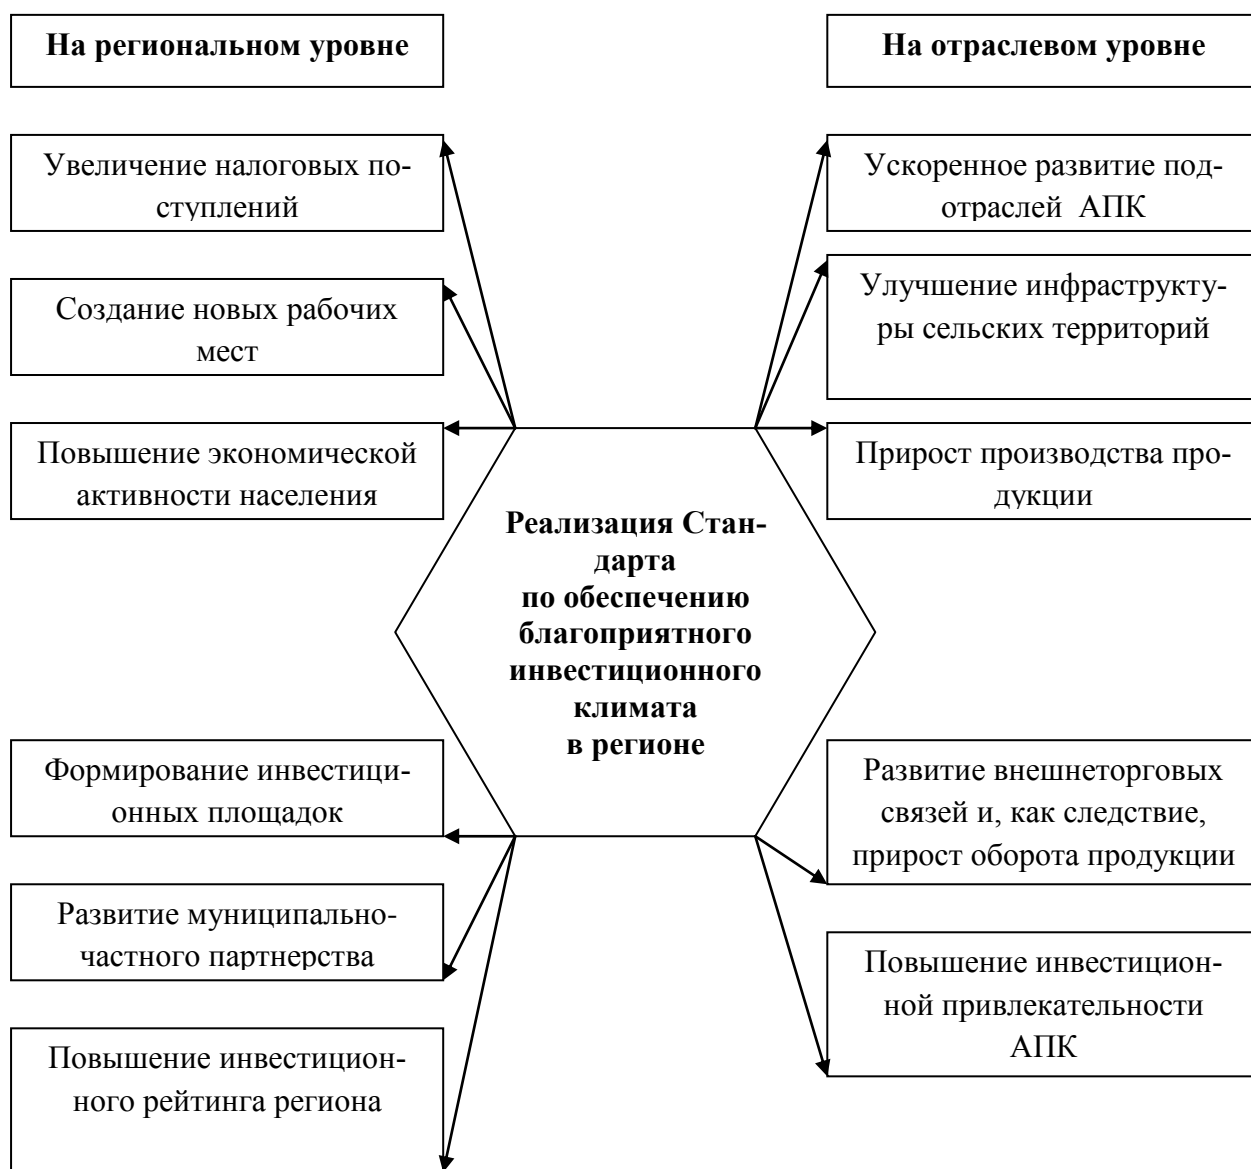 На региональном уровне
Увеличение налоговых по-
ступлений
Создание новых рабочих
мест
Повышение экономической
активности населения
Формирование инвестици-
онных площадок
Развитие муниципально-
частного партнерства
Повышение инвестицион-
ного рейтинга региона
Реализация Стан-
дарта
по обеспечению
благоприятного
инвестиционного
климата
в регионе
На отраслевом уровне
Ускоренное развитие под-
отраслей АПК
Улучшение инфраструкту-
ры сельских территорий
Прирост производства про-
дукции
Развитие внешнеторговых
связей и, как следствие,
прирост оборота продукции
Повышение инвестицион-
ной привлекательности
АПК